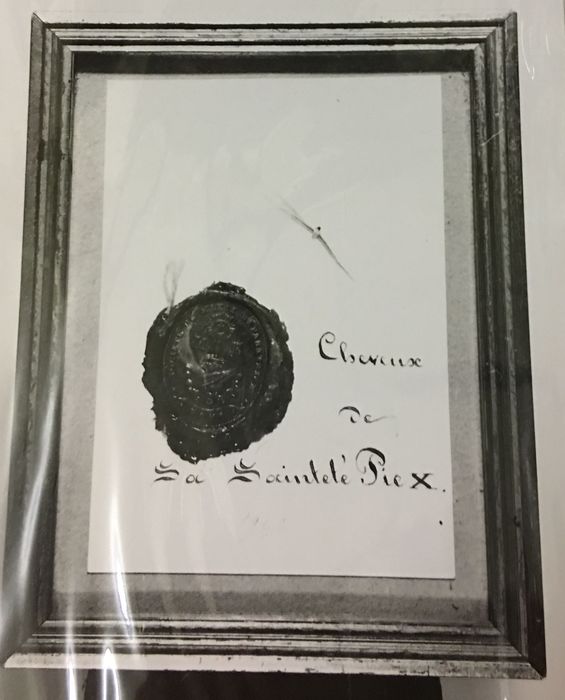 Cheveux
de
Sa Sainteté Pie X.